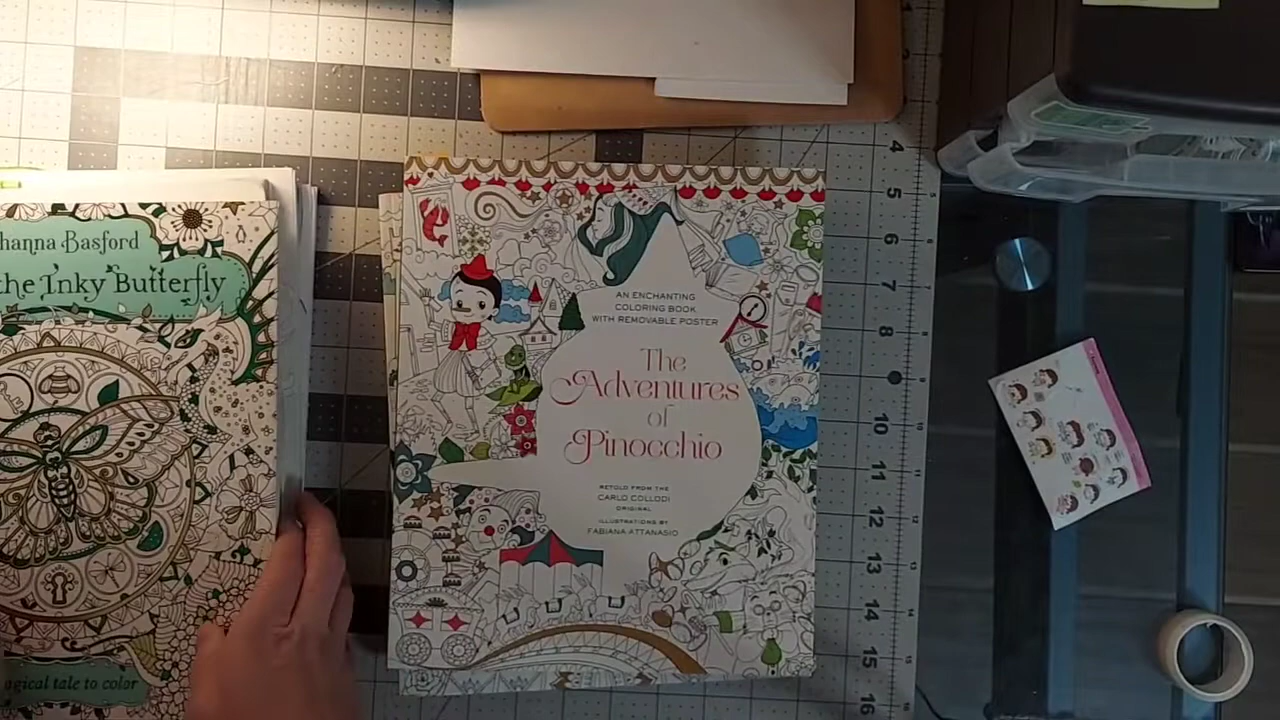 hanna Basford
the Inky Butterfly
agical tale to color
AN ENCHANTING
COLORING BOOK
WITH REMOVABLE POSTER
The
Adventures
of
Pinocchio
RETOLD FROM THE
CARLO COLLODI
ORIGINAL
ILLUSTRATIONS BY
FABIANA ATTANASIO
4
5
6
7
8
9
10
11
12
13
14
15
16